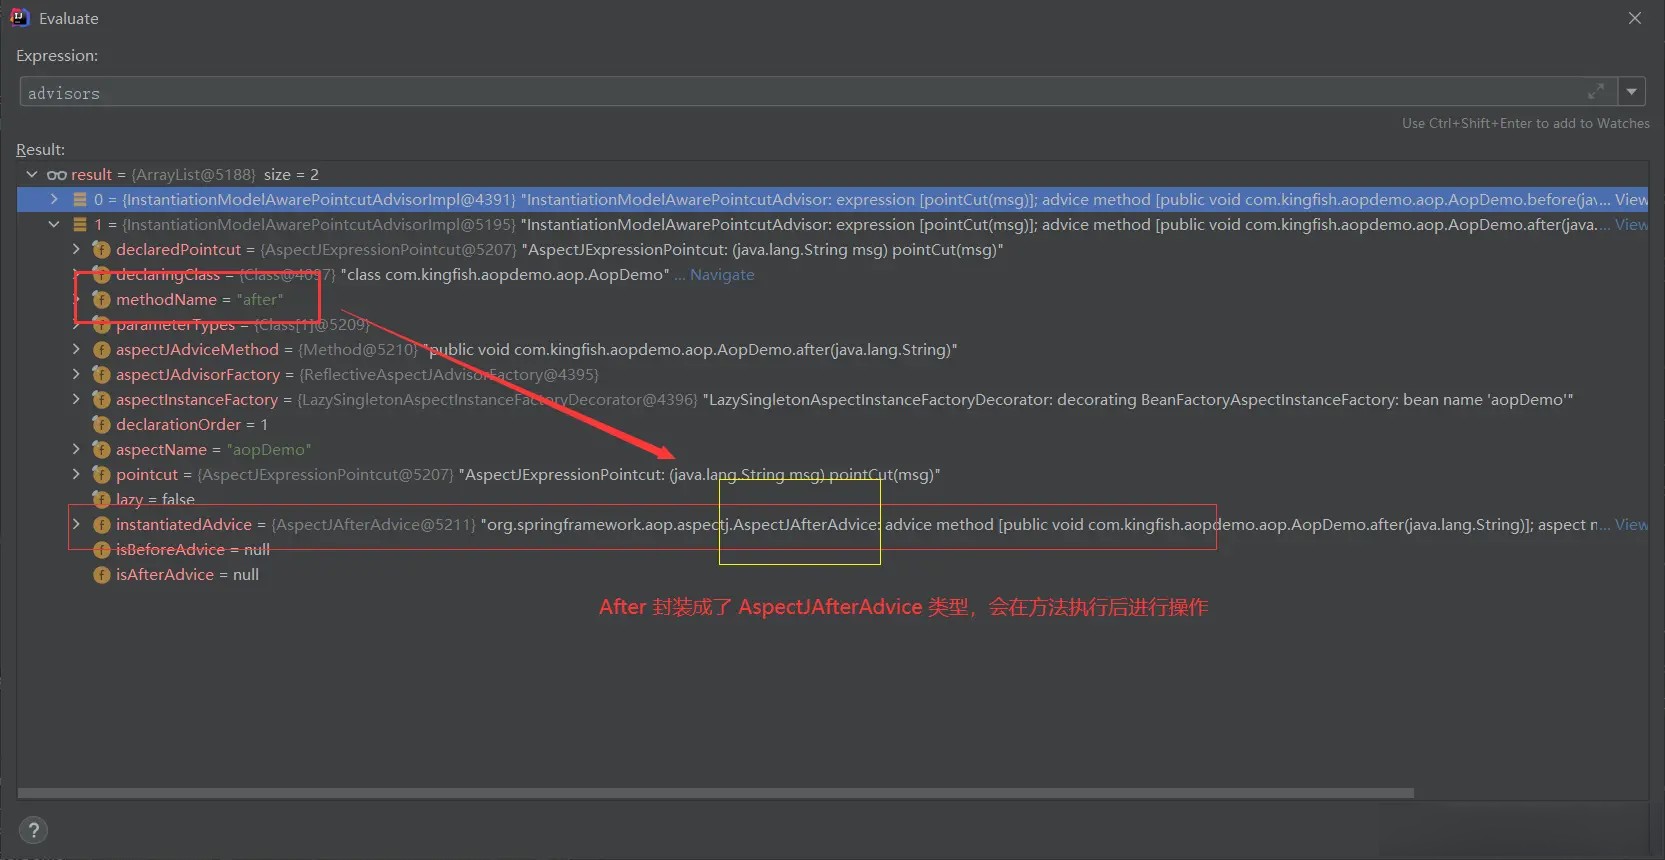 Evaluate
Expression:
advisors
Use Ctrl+Shift+Enter to add to Watches
Result:
result = {ArrayList@5188} size = 2
0 = {InstantiationModelAwarePointcutAdvisorImpl@4391} "InstantiationModelAwarePointcutAdvisor: expression [pointCut(msg)]; advice method [public void com.kingfish.aopdemo.aop.AopDemo.before(jav... View
1 = {InstantiationModelAwarePointcutAdvisorImpl@5195} "InstantiationModelAwarePointcutAdvisor: expression [pointCut(msg)]; advice method [public void com.kingfish.aopdemo.aop.AopDemo.after(java.... View
declaredPointcut = {AspectJExpressionPointcut@5207} "AspectJExpressionPointcut: (java.lang.String msg) pointCut(msg)"
declaringClass = {Class@4097} "class com.kingfish.aopdemo.aop.AopDemo" ... Navigate
methodName = "after"
parameterTypes = {Class[1]@5209}
aspectJAdviceMethod = {Method@5210} "public void com.kingfish.aopdemo.aop.AopDemo.after(java.lang.String)"
aspectJAdvisorFactory = {ReflectiveAspectJAdvisorFactory@4395}
aspectInstanceFactory = {LazySingletonAspectInstanceFactoryDecorator@4396} "LazySingletonAspectInstanceFactoryDecorator: decorating BeanFactoryAspectInstanceFactory: bean name 'aopDemo'"
declarationOrder = 1
aspectName = "aopDemo"
pointcut = {AspectJExpressionPointcut@5207} "AspectJExpressionPointcut: (java.lang.String msg) pointCut(msg)"
lazy = false
instantiatedAdvice = {AspectJAfterAdvice@5211} "org.springframework.aop.aspectj.AspectJAfterAdvice: advice method [public void com.kingfish.aopdemo.aop.AopDemo.after(java.lang.String)]; aspect n... View
isBeforeAdvice = null
isAfterAdvice = null
After 封装成了 AspectJAfterAdvice 类型，会在方法执行后进行操作
?